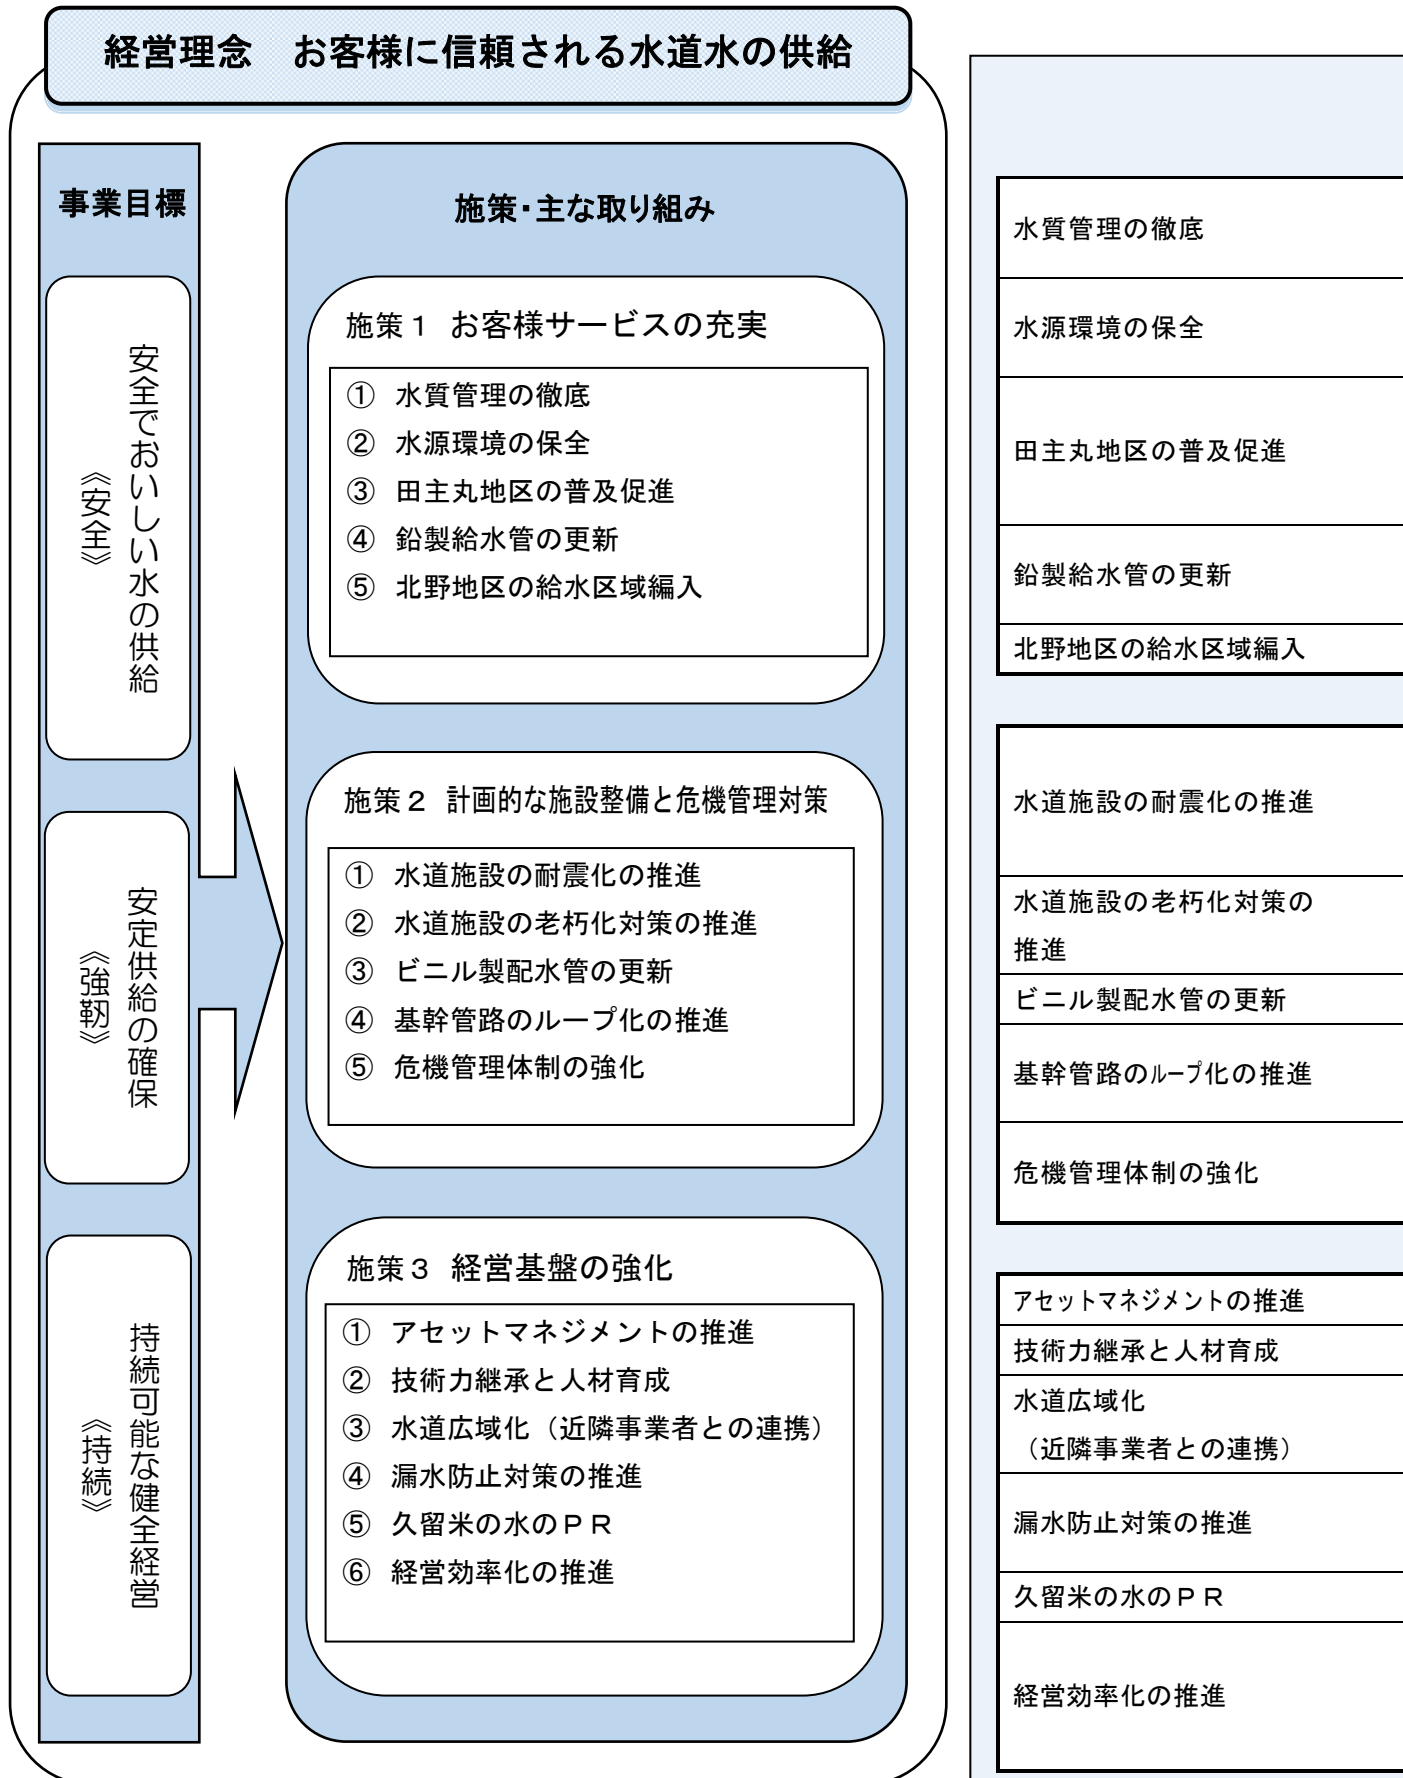 経営理念　お客様に信頼される水道水の供給
事業目標
安全でおいしい水の供給
《安全》
安定供給の確保
《強靭》
持続可能な健全経営
《持続》
施策・主な取り組み
施策１ お客様サービスの充実
① 水質管理の徹底
② 水源環境の保全
③ 田主丸地区の普及促進
④ 鉛製給水管の更新
⑤ 北野地区の給水区域編入
施策２ 計画的な施設整備と危機管理対策
① 水道施設の耐震化の推進
② 水道施設の老朽化対策の推進
③ ビニル製配水管の更新
④ 基幹管路のループ化の推進
⑤ 危機管理体制の強化
施策３ 経営基盤の強化
① アセットマネジメントの推進
② 技術力継承と人材育成
③ 水道広域化（近隣事業者との連携）
④ 漏水防止対策の推進
⑤ 久留米の水のＰＲ
⑥ 経営効率化の推進
水質管理の徹底
水源環境の保全
田主丸地区の普及促進
鉛製給水管の更新
北野地区の給水区域編入
水道施設の耐震化の推進
水道施設の老朽化対策の
推進
ビニル製配水管の更新
基幹管路のﾙｰﾌﾟ化の推進
危機管理体制の強化
アセットマネジメントの推進
技術力継承と人材育成
水道広域化
（近隣事業者との連携）
漏水防止対策の推進
久留米の水のＰＲ
経営効率化の推進